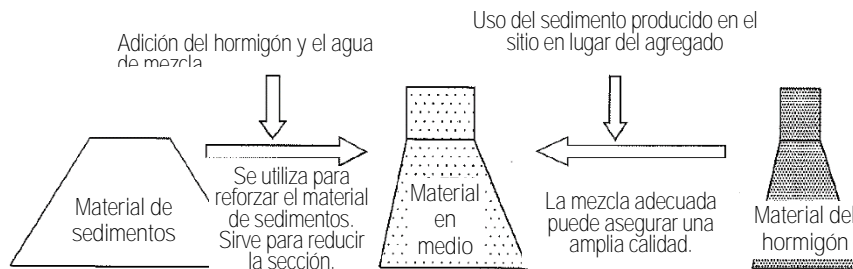 Adición del hormigón y el agua
de mezcla
Uso del sedimento producido en el
sitio en lugar del agregado
Material de
sedimentos
Se utiliza para
reforzar el material
de sedimentos.
Sirve para reducir
la sección.
Material
en
medio
La mezcla adecuada
puede asegurar una
amplia calidad.
Material del
hormigón